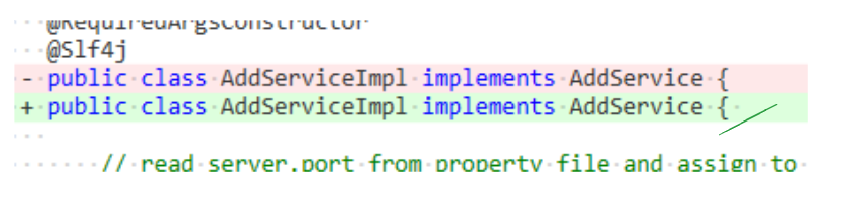 @RequiredArgsConstructor
@Slf4j
- public class AddServiceImpl implements AddService {
+ public class AddServiceImpl implements AddService {
// read server.port from property file and assign to